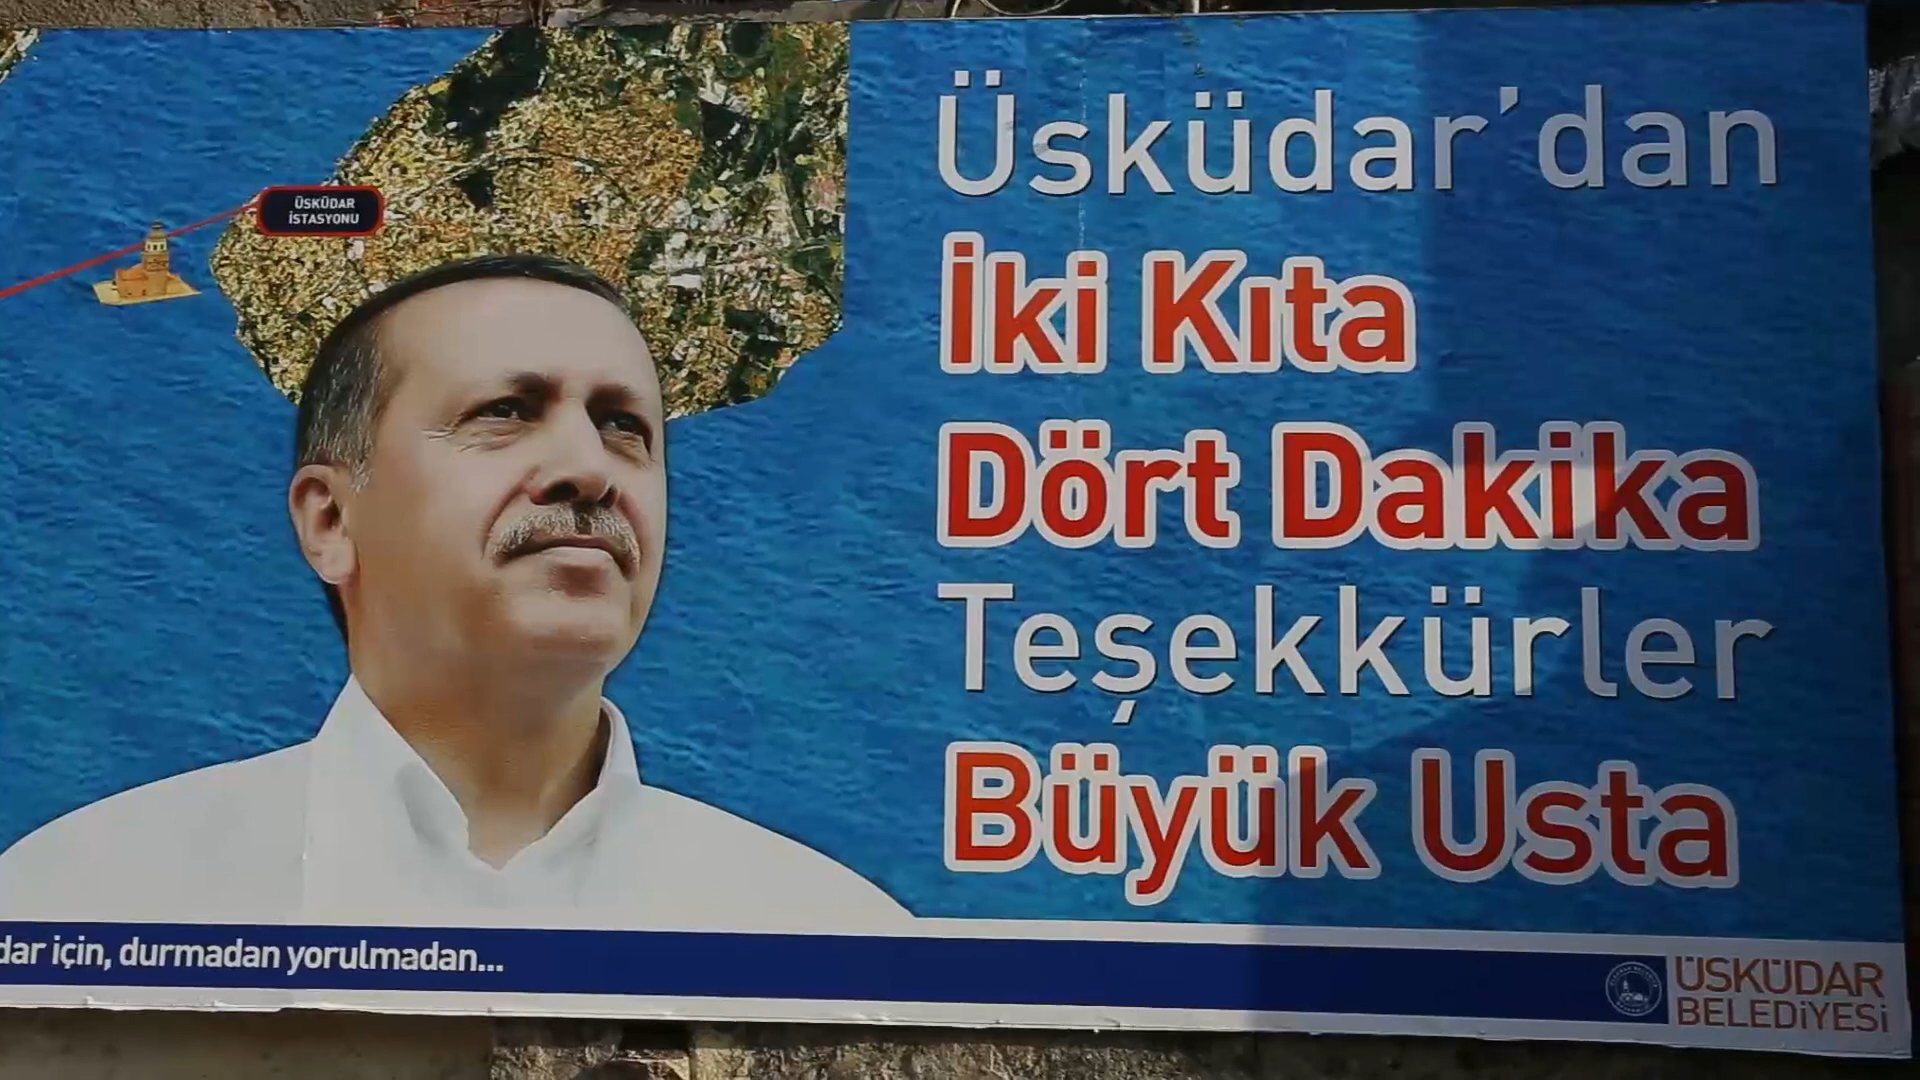 Üsküdar'dan
İki Kıta
Dört Dakika
Teşekkürler
Büyük Usta
ÜSKÜDAR
İSTASYONU
dar için, durmadan yorulmadan...
ÜSKÜDAR
BELEDİYESİ